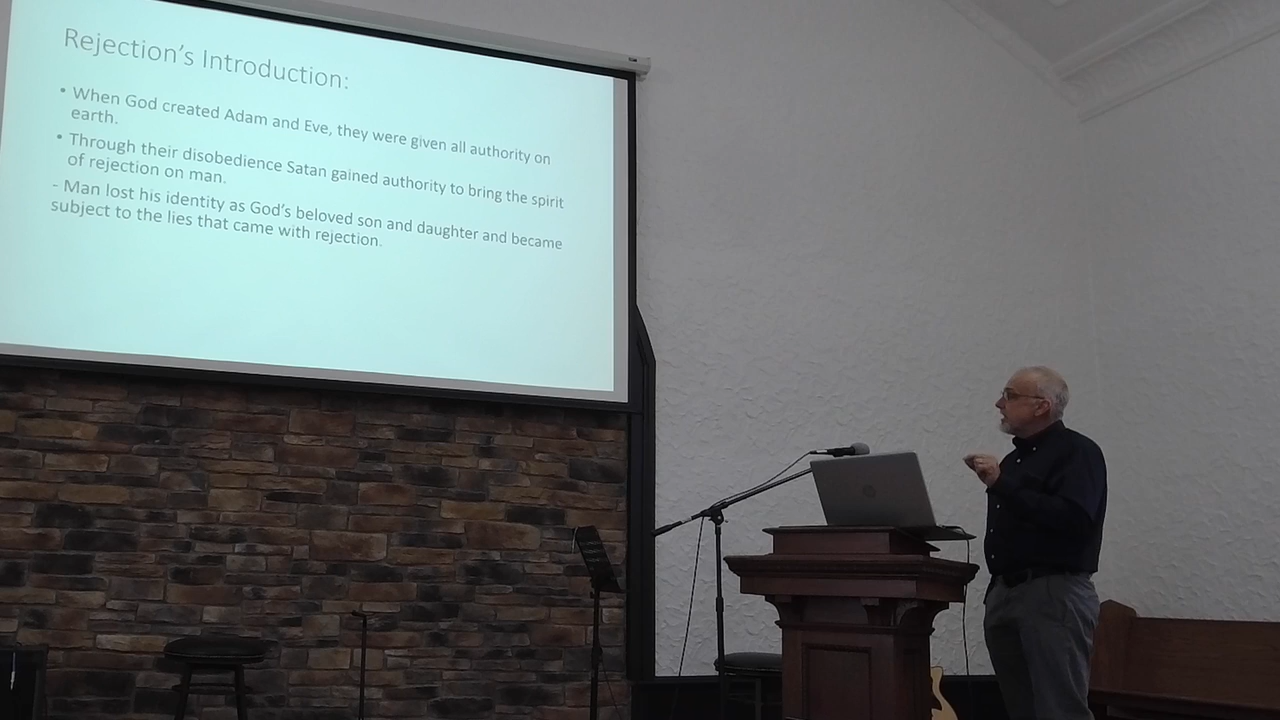 Rejection's Introduction:
• When God created Adam and Eve, they were given all authority on
earth.
• Through their disobedience Satan gained authority to bring the spirit
of rejection on man.
- Man lost his identity as God's beloved son and daughter and became
subject to the lies that came with rejection.